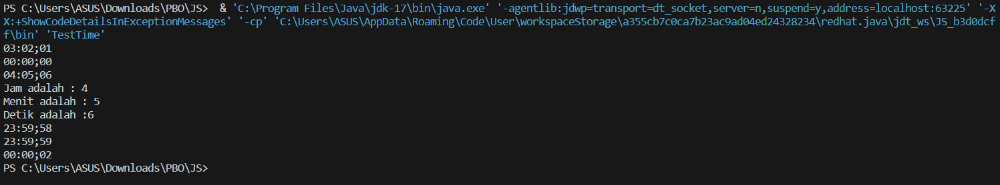 PS C:\Users\ASUS\Downloads\PBO\JS>  & 'C:\Program Files\Java\jdk-17\bin\java.exe' '-agentlib:jdwp=transport=dt_socket,server=n,suspend=y,address=localhost:63225' '-X
X:+ShowCodeDetailsInExceptionMessages' '-cp' 'C:\Users\ASUS\AppData\Roaming\Code\User\workspaceStorage\a355cb7c0ca7b23ac9ad04ed24328234\redhat.java\jdt_ws\JS_b3d0dcf
f\bin' 'TestTime'
03:02;01
00:00;00
04:05;06
Jam adalah : 4
Menit adalah : 5
Detik adalah :6
23:59;58
23:59;59
00:00;02
PS C:\Users\ASUS\Downloads\PBO\JS>